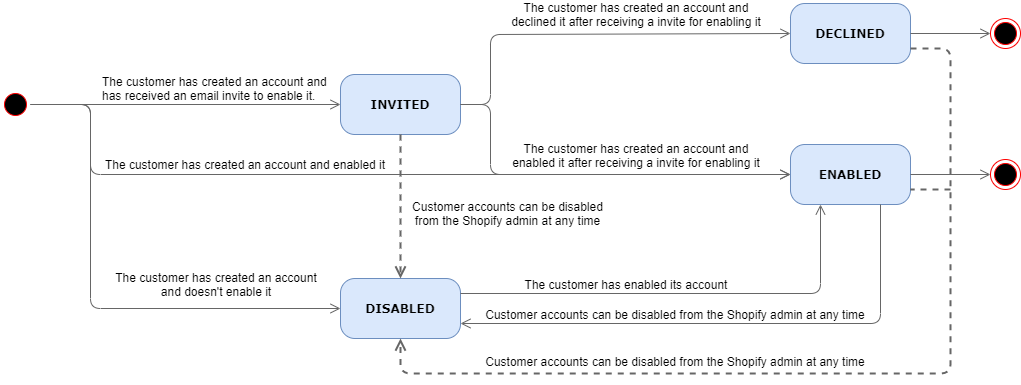 The customer has created an account and
declined it after receiving a invite for enabling it
DECLINED
The customer has created an account and
has received an email invite to enable it.
INVITED
The customer has created an account and enabled it
The customer has created an account and
enabled it after receiving a invite for enabling it
ENABLED
Customer accounts can be disabled
from the Shopify admin at any time
The customer has created an account
and doesn't enable it
DISABLED
The customer has enabled its account
Customer accounts can be disabled from the Shopify admin at any time
Customer accounts can be disabled from the Shopify admin at any time